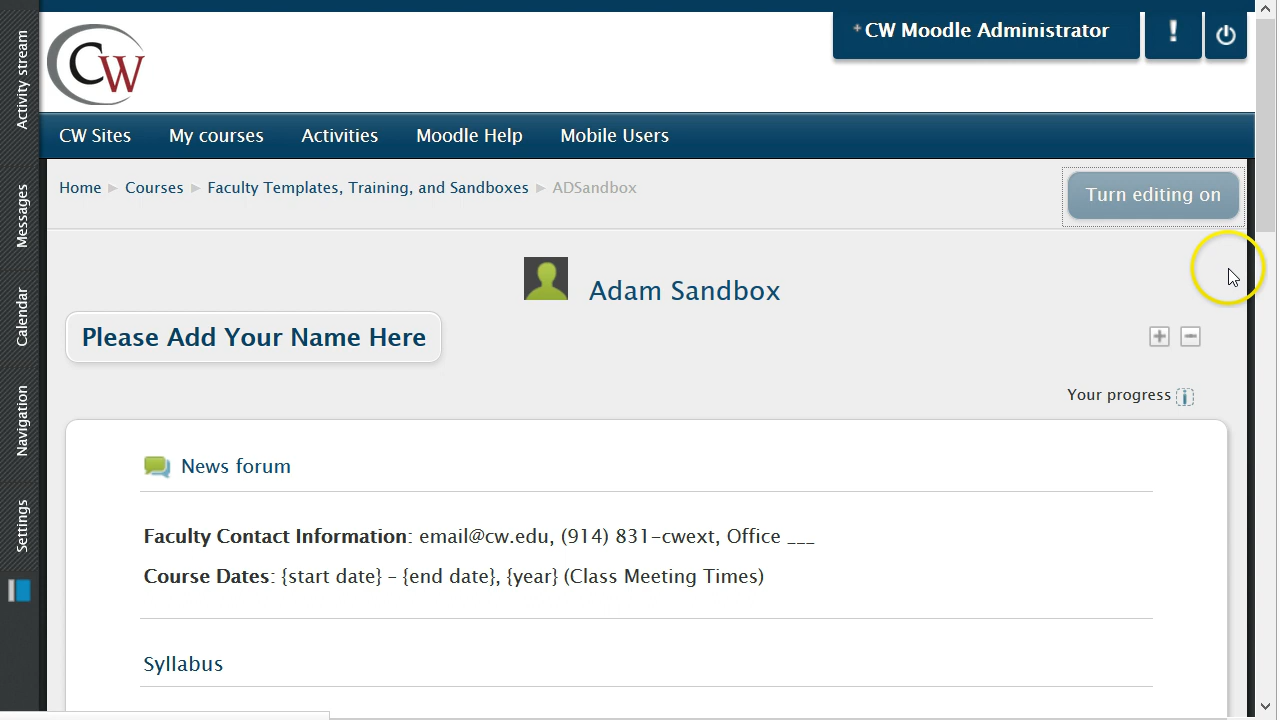 CW Moodle Administrator
!
CW
CW Sites My courses Activities Moodle Help Mobile Users
Home Courses Faculty Templates, Training, and Sandboxes ADSandbox
Turn editing on
Adam Sandbox
Please Add Your Name Here
Your progress
News forum
Faculty Contact Information: email@cw.edu, (914) 831-cwext, Office ___
Course Dates: {start date} - {end date}, {year} (Class Meeting Times)
Syllabus
Activity stream
Messages
Calendar
Navigation
Settings